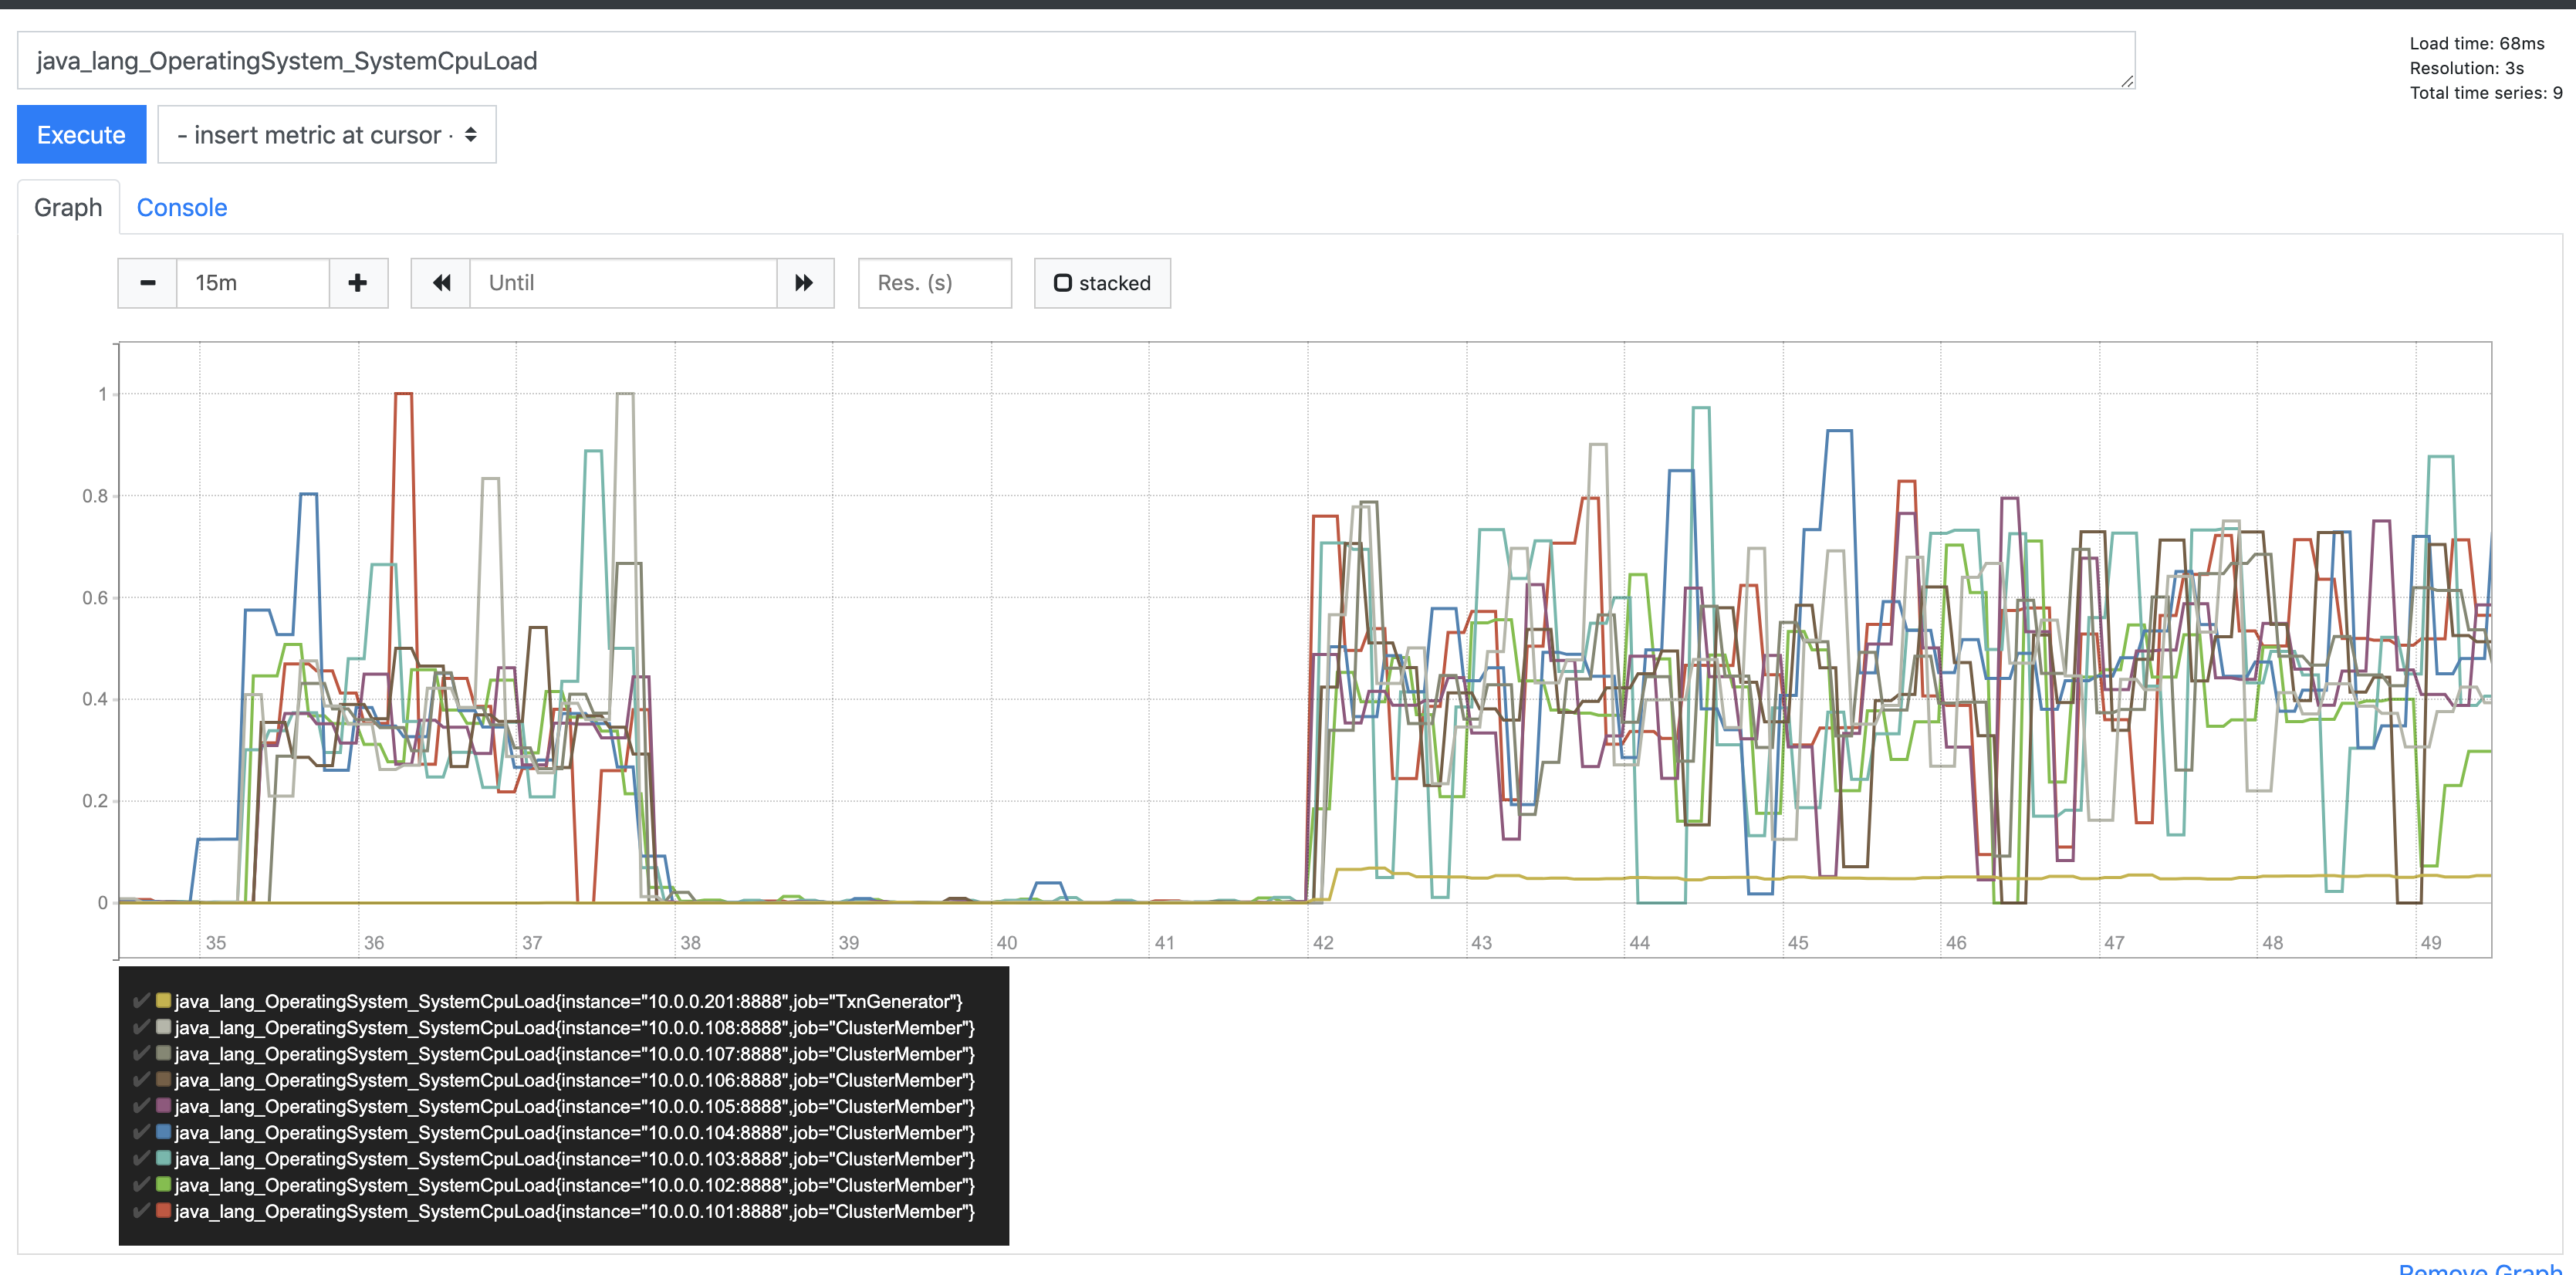 java_lang_OperatingSystem_SystemCpuLoad
Load time: 68ms
Resolution: 3s
Total time series: 9
Execute
- insert metric at cursor -
Graph
Console
15m
Until
Res. (s)
stacked
1
0.8
0.6
0.4
0.2
0
35 36 37 38 39 40 41 42 43 44 45 46 47 48 49
java_lang_OperatingSystem_SystemCpuLoad{instance="10.0.0.201:8888",job="TxnGenerator"}
java_lang_OperatingSystem_SystemCpuLoad{instance="10.0.0.108:8888",job="ClusterMember"}
java_lang_OperatingSystem_SystemCpuLoad{instance="10.0.0.107:8888",job="ClusterMember"}
java_lang_OperatingSystem_SystemCpuLoad{instance="10.0.0.106:8888",job="ClusterMember"}
java_lang_OperatingSystem_SystemCpuLoad{instance="10.0.0.105:8888",job="ClusterMember"}
java_lang_OperatingSystem_SystemCpuLoad{instance="10.0.0.104:8888",job="ClusterMember"}
java_lang_OperatingSystem_SystemCpuLoad{instance="10.0.0.103:8888",job="ClusterMember"}
java_lang_OperatingSystem_SystemCpuLoad{instance="10.0.0.102:8888",job="ClusterMember"}
java_lang_OperatingSystem_SystemCpuLoad{instance="10.0.0.101:8888",job="ClusterMember"}
Remove Graph